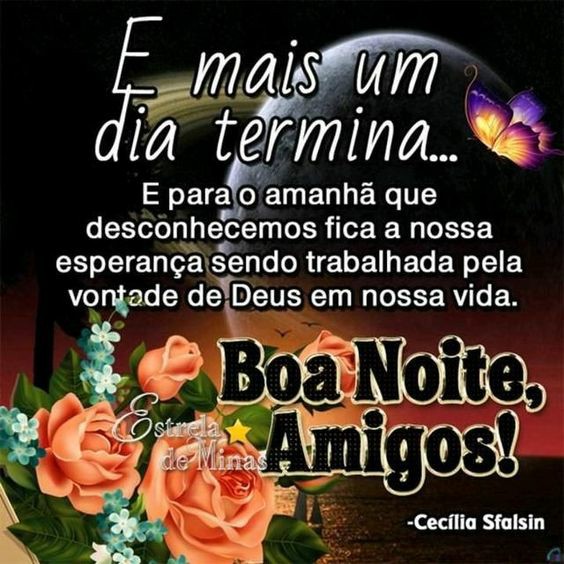 E mais um
dia termina...
E para o amanhã que
desconhecemos fica a nossa
esperança sendo trabalhada pela
vontade de Deus em nossa vida.
Boa Noite,
Estrela
de Minas
Amigos!
-Cecília Sfalsin